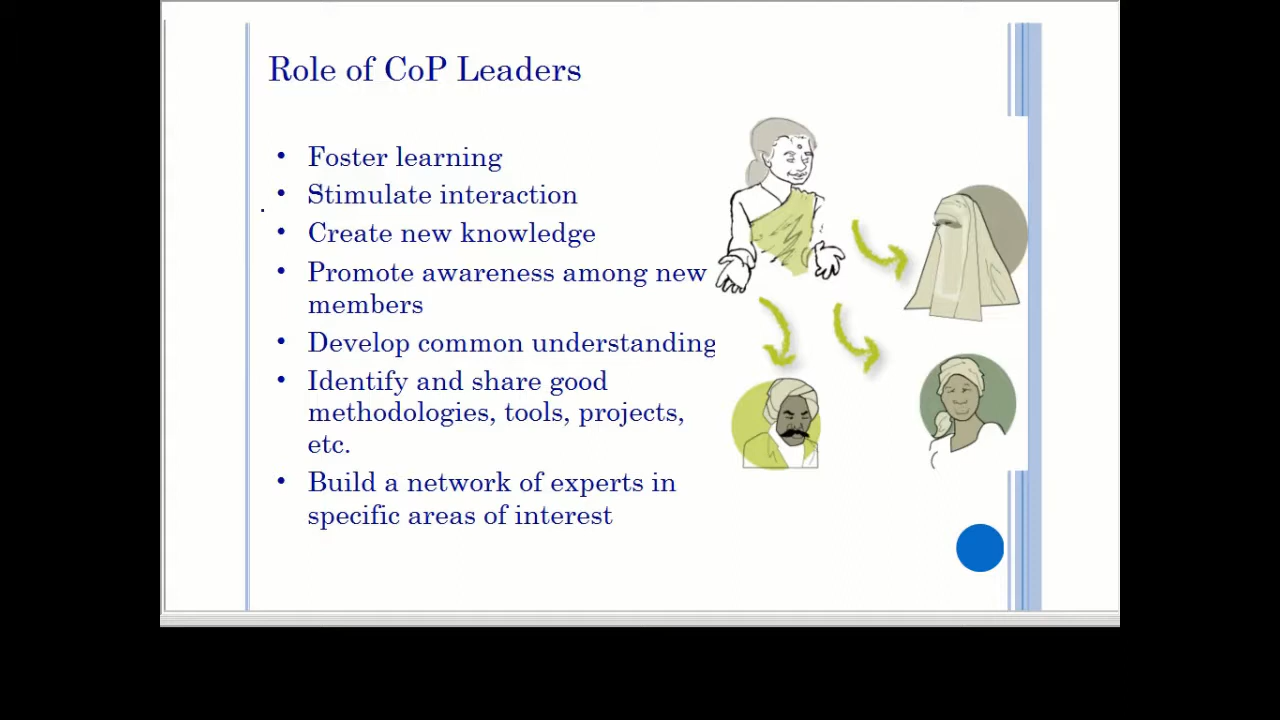 Role of CoP Leaders
• Foster learning
• Stimulate interaction
• Create new knowledge
• Promote awareness among new
members
• Develop common understanding
• Identify and share good
methodologies, tools, projects,
etc.
• Build a network of experts in
specific areas of interest